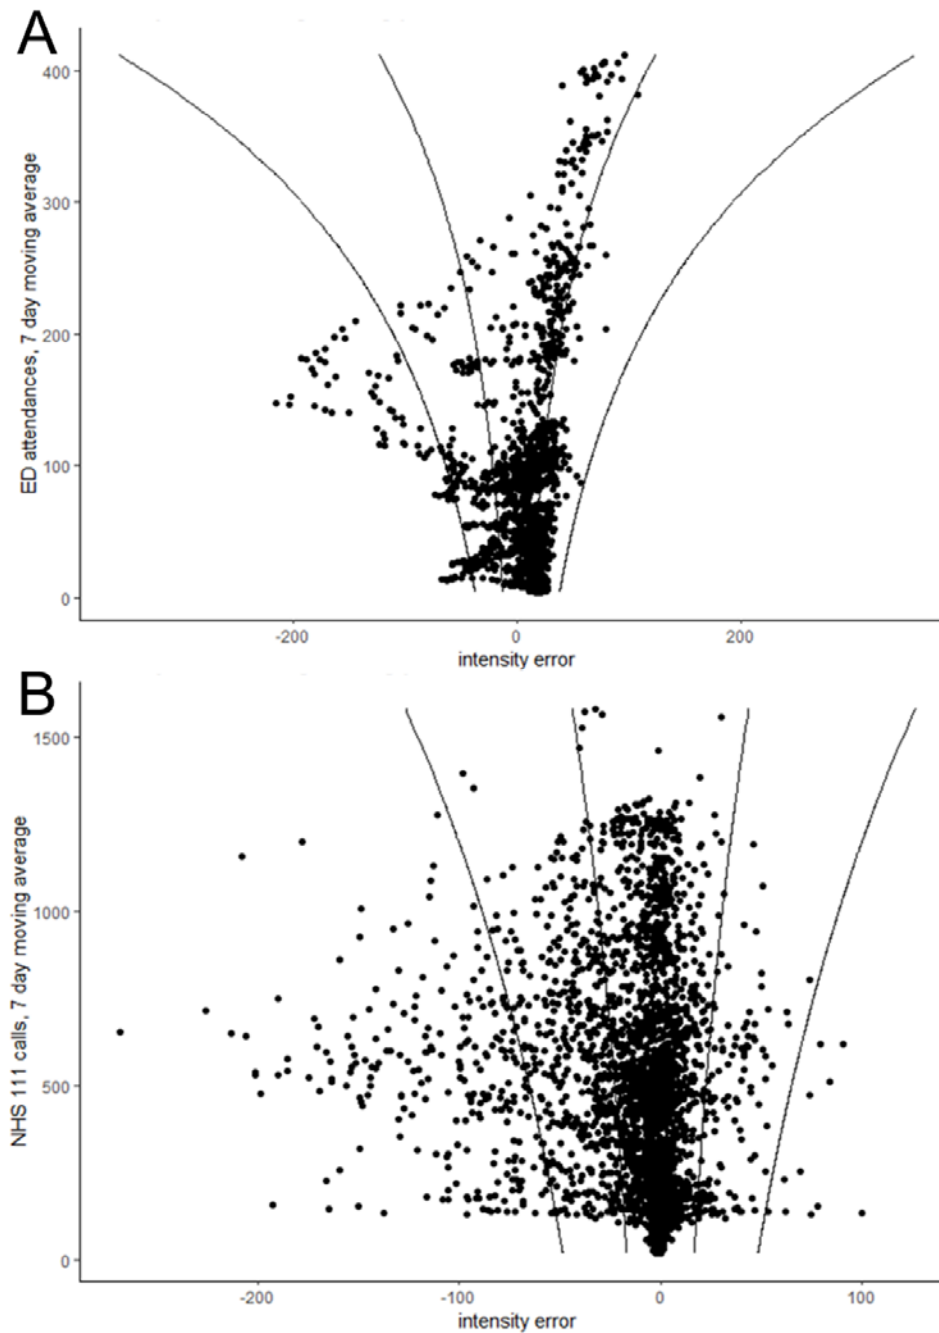 A
400
300
200
100
0
ED attendances, 7 day moving average
-200
0
200
intensity error
B
1500
1000
500
0
NHS 111 calls, 7 day moving average
-200
-100
0
100
intensity error